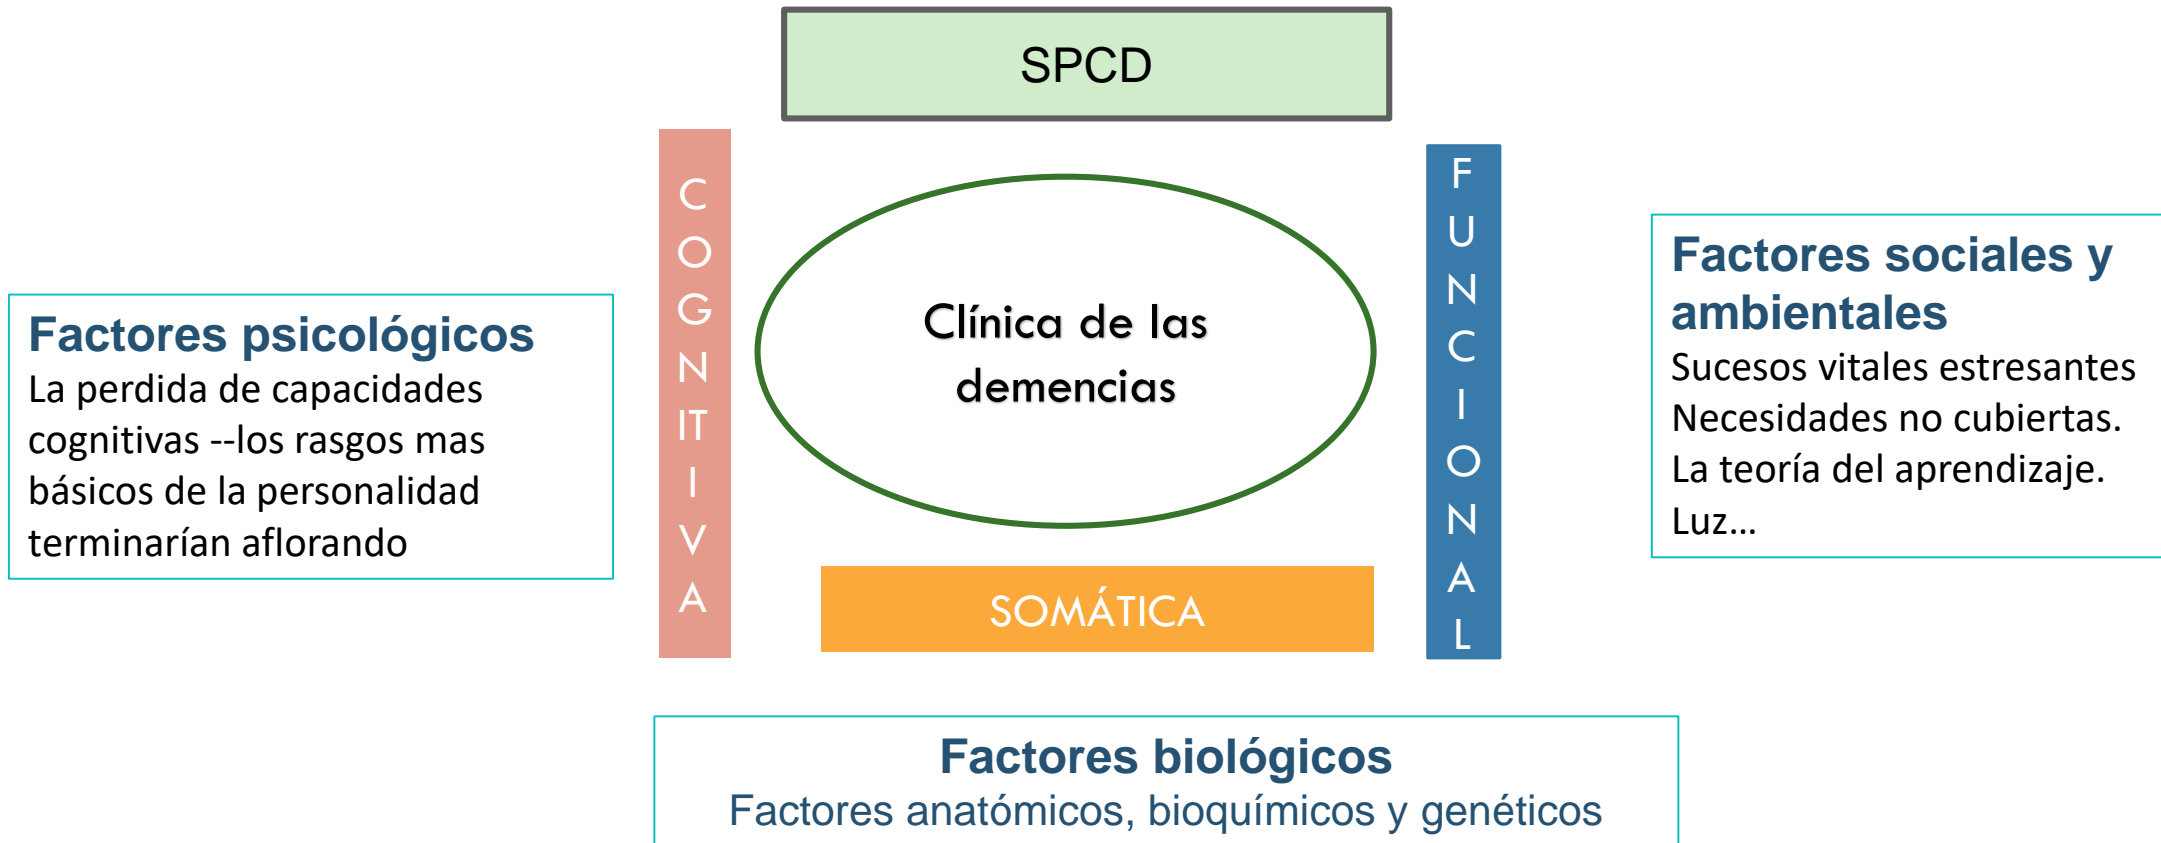 SPCD
COGNITIVA
FUNCIONAL
Clínica de las
demencias
SOMÁTICA
Factores psicológicos
La perdida de capacidades
cognitivas --los rasgos mas
básicos de la personalidad
terminarían aflorando
Factores sociales y
ambientales
Sucesos vitales estresantes
Necesidades no cubiertas.
La teoría del aprendizaje.
Luz...
Factores biológicos
Factores anatómicos, bioquímicos y genéticos